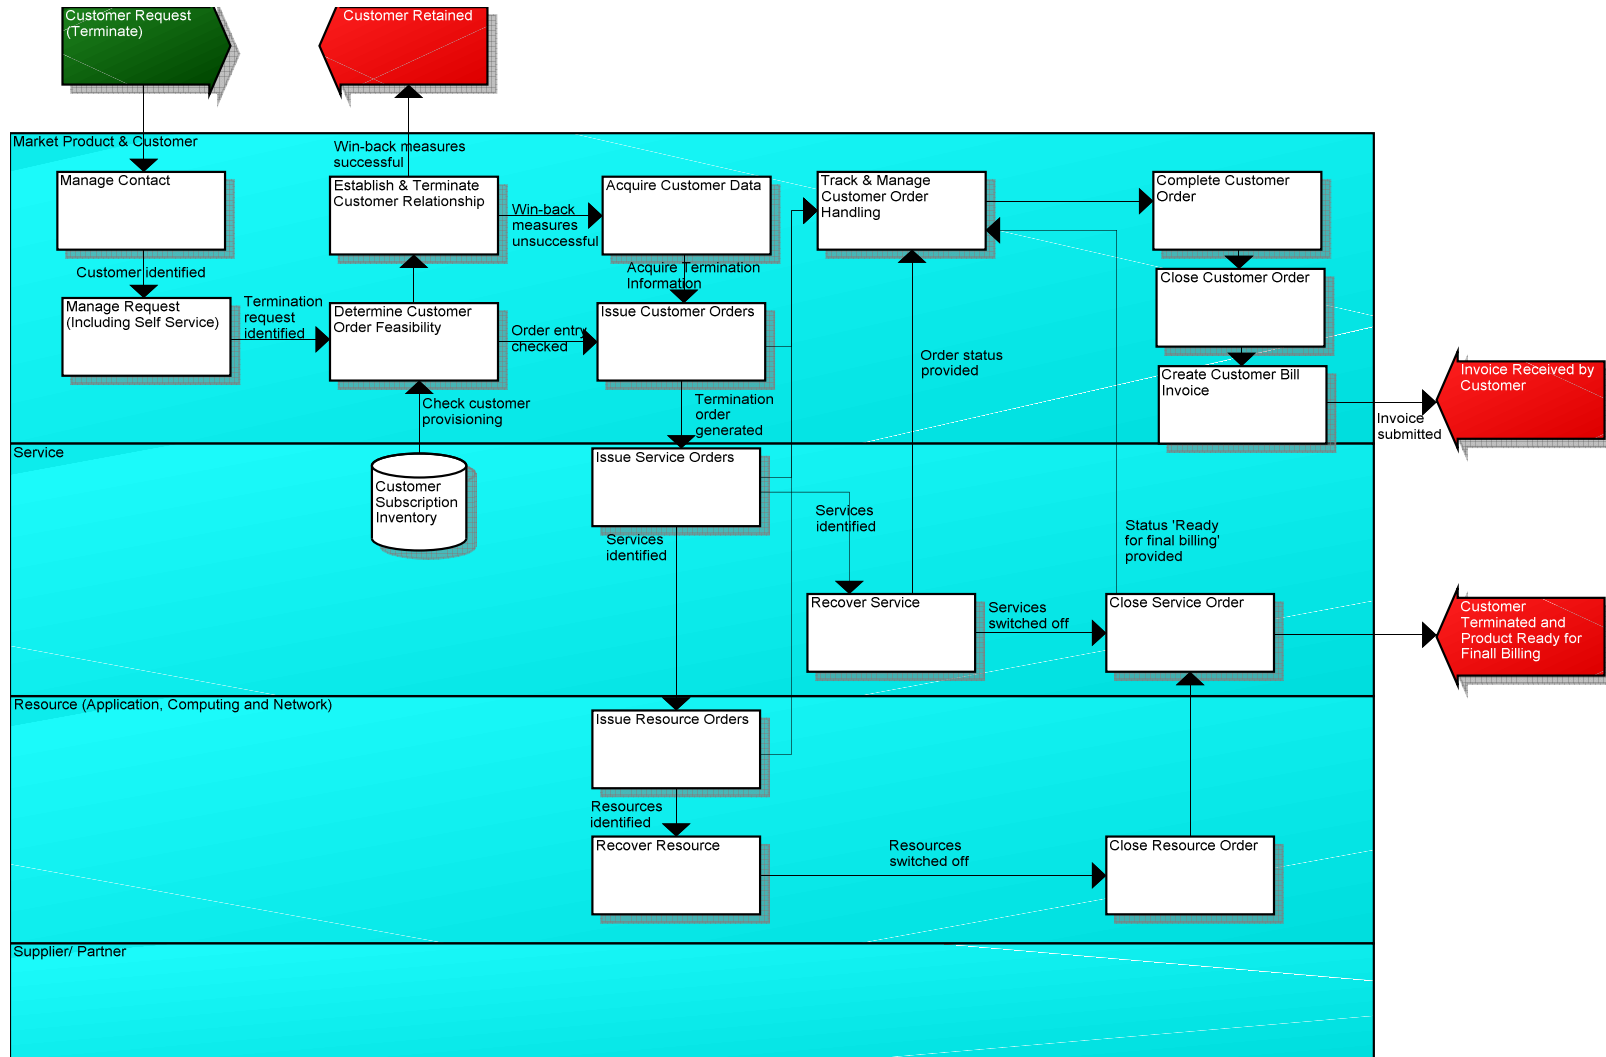 Customer Request
(Terminate)
Customer Retained
Market Product & Customer
Win-back measures
successful
Manage Contact
Establish & Terminate
Customer Relationship
Acquire Customer Data
Track & Manage
Customer Order
Handling
Complete Customer
Order
Win-back
measures
unsuccessful
Customer identified
Acquire Termination
Information
Close Customer Order
Manage Request
(Including Self Service)
Termination
request
identified
Determine Customer
Order Feasibility
Order entry
checked
Issue Customer Orders
Order status
provided
Create Customer Bill
Invoice
Invoice Received by
Customer
Check customer
provisioning
Termination
order
generated
Invoice
submitted
Service
Issue Service Orders
Customer
Subscription
Inventory
Services
identified
Services
identified
Status 'Ready
for final billing'
provided
Recover Service
Services
switched off
Close Service Order
Customer
Terminated and
Product Ready for
Finall Billing
Resource (Application, Computing and Network)
Issue Resource Orders
Resources
identified
Recover Resource
Resources
switched off
Close Resource Order
Supplier/ Partner